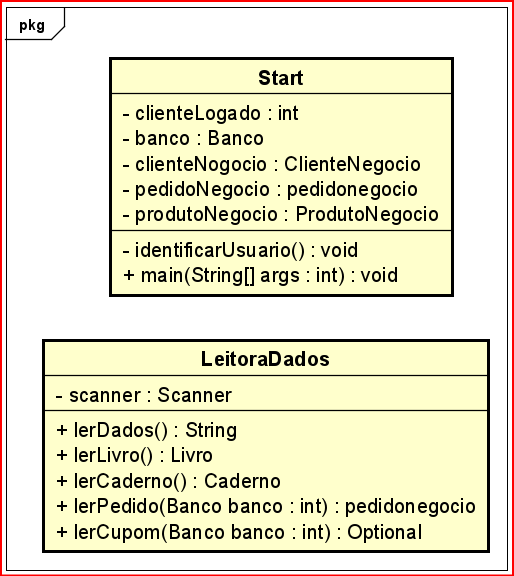 pkg
Start
- clienteLogado : int
- banco : Banco
- clienteNogocio : ClienteNegocio
- pedidoNegocio : pedidonegocio
- produtoNegocio : ProdutoNegocio
- identificarUsuario() : void
+ main(String[] args : int) : void
LeitoraDados
- scanner : Scanner
+ lerDados() : String
+ lerLivro() : Livro
+ lerCaderno() : Caderno
+ lerPedido(Banco banco : int) : pedidonegocio
+ lerCupom(Banco banco : int) : Optional